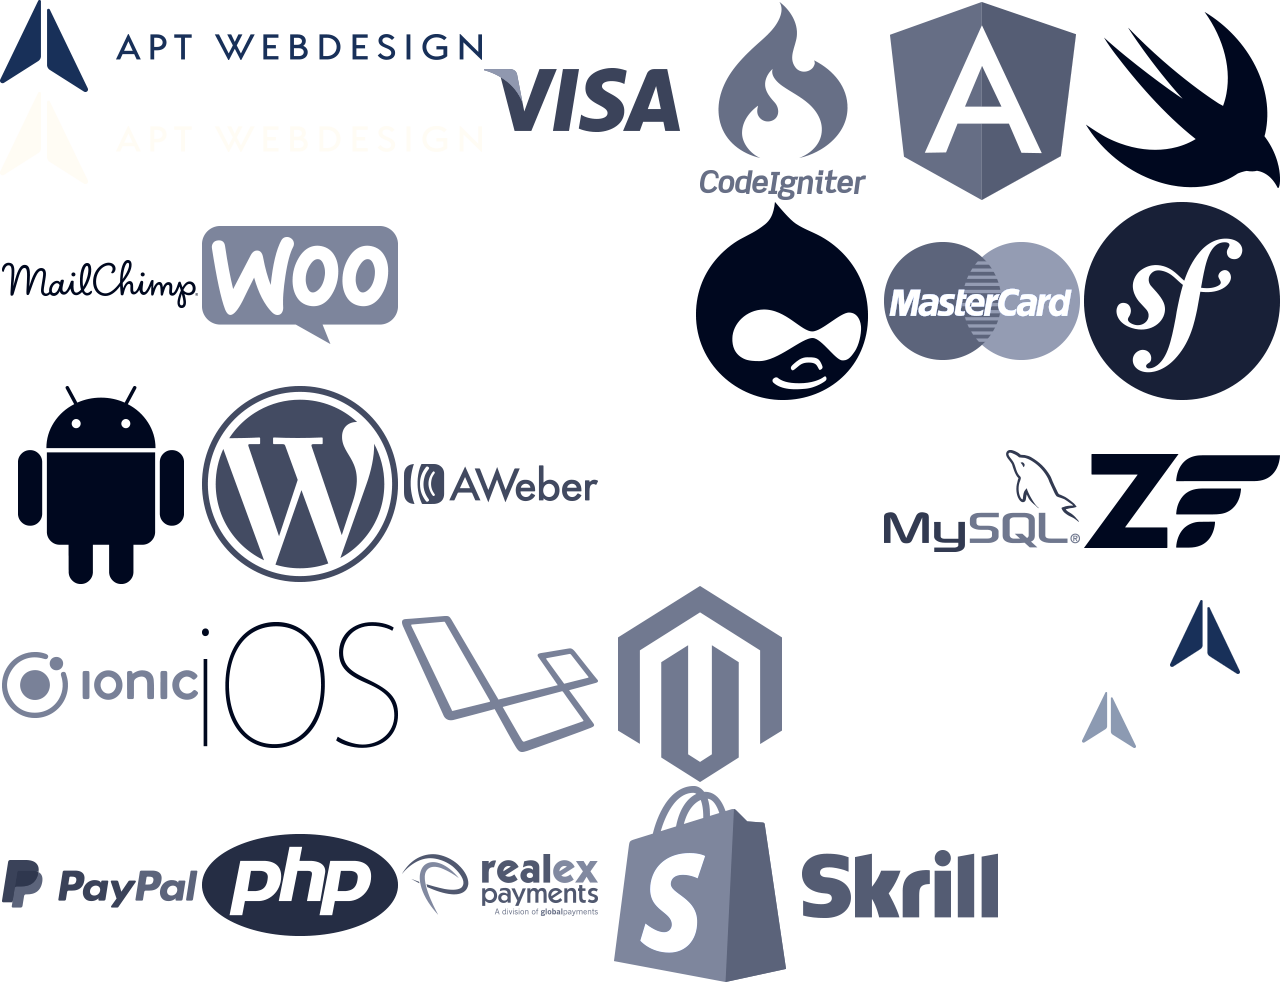 APT WEBDESIGN
VISA
APT WEBDESIGN
CodeIgniter
A
MailChimp
WOO
MasterCard
sf
W
AWeber
MySQL®
ZF
ionic
iOS
PayPal
php
realex
payments
A division of globalpayments
S
Skrill